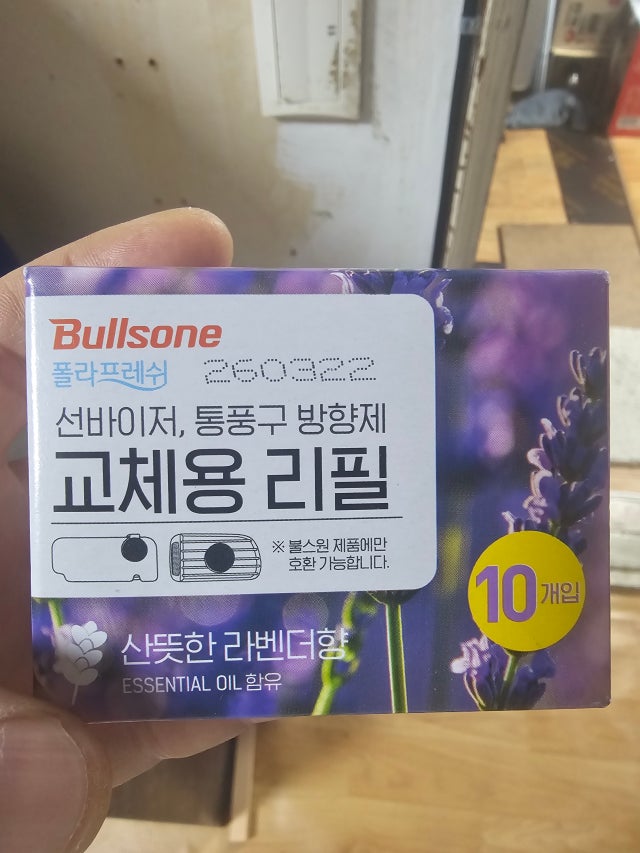 Bullsone
폴라프레쉬
260322
선바이저, 통풍구 방향제
교체용 리필
※ 불스원 제품에만
호환 가능합니다.
10개입
산뜻한 라벤더향
ESSENTIAL OIL 함유